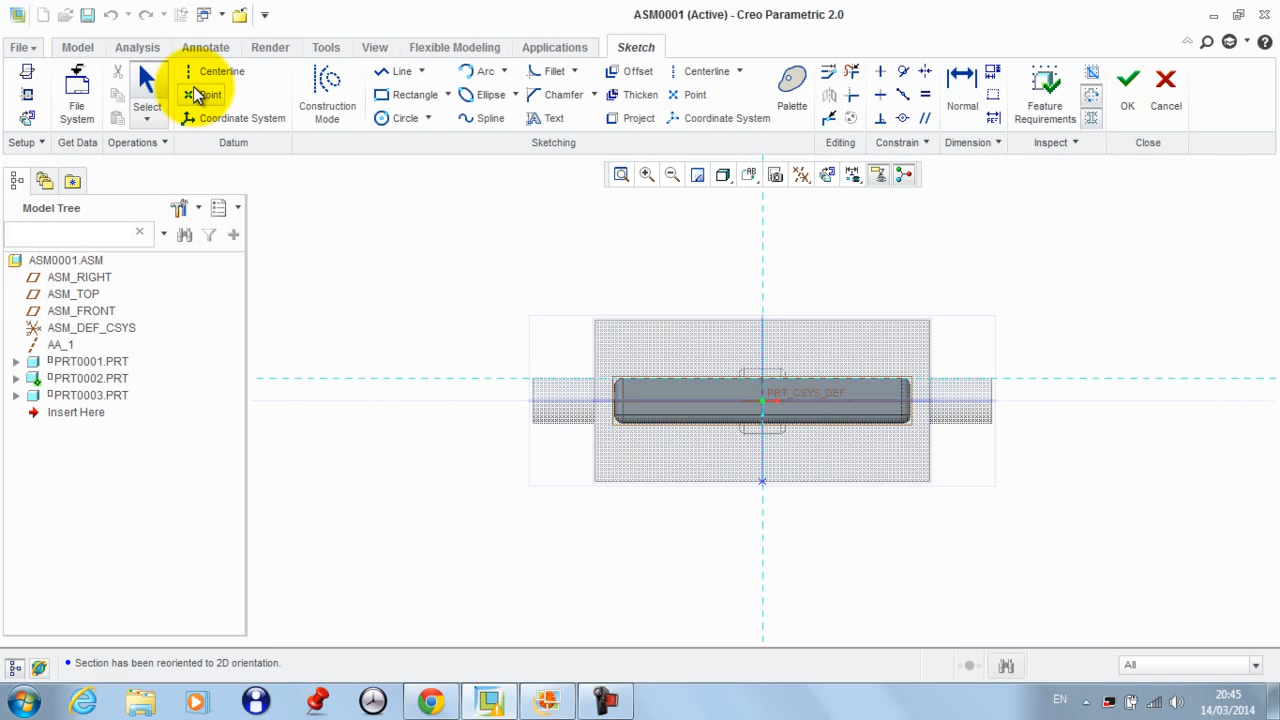 ASM0001 (Active) - Creo Parametric 2.0
File Model Analysis Annotate Render Tools View Flexible Modeling Applications Sketch
File System
Select
Centerline
Point
Coordinate System
Construction Mode
Line Arc Fillet Offset Centerline
Rectangle Ellipse Chamfer Thicken Point
Circle Spline Text Project Coordinate System
Palette
Normal
Feature Requirements
OK
Cancel
Setup Get Data Operations Datum Sketching Editing Constrain Dimension Inspect Close
Model Tree
ASM0001.ASM
ASM_RIGHT
ASM_TOP
ASM_FRONT
ASM_DEF_CSYS
AA_1
PRT0001.PRT
PRT0002.PRT
PRT0003.PRT
Insert Here
PRT_CSYS_DEF
Section has been reoriented to 2D orientation.
All
EN
20:45
14/03/2014